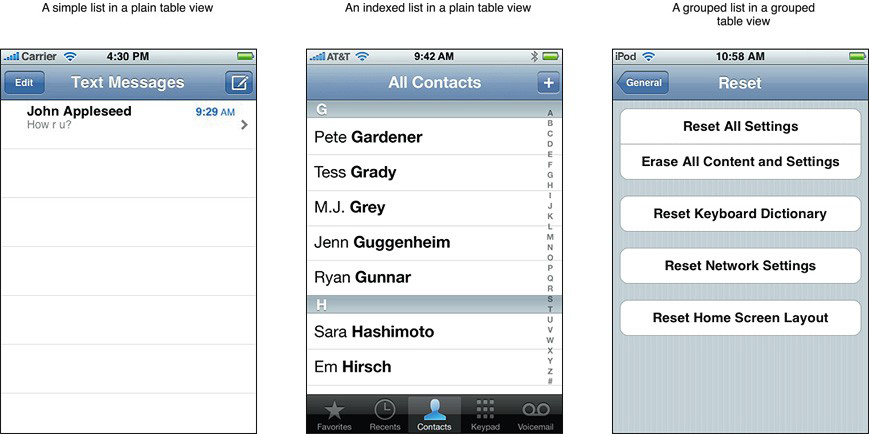 A simple list in a plain table view
Carrier 4:30 PM
Edit Text Messages
John Appleseed 9:29 AM
How r u?
An indexed list in a plain table view
AT&T 9:42 AM
All Contacts +
G
Pete Gardener
Tess Grady
M.J. Grey
Jenn Guggenheim
Ryan Gunnar
H
Sara Hashimoto
Em Hirsch
A
B
C
D
E
F
G
H
I
J
K
L
M
N
O
P
Q
R
S
T
U
V
W
X
Y
Z
#
Favorites Recents Contacts Keypad Voicemail
A grouped list in a grouped
table view
iPod 10:58 AM
General Reset
Reset All Settings
Erase All Content and Settings
Reset Keyboard Dictionary
Reset Network Settings
Reset Home Screen Layout